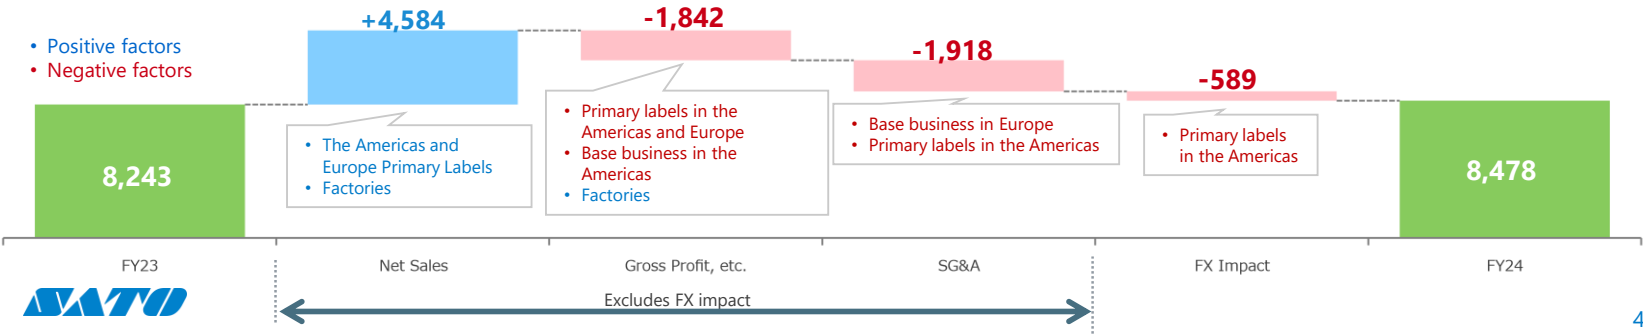 • Positive factors
• Negative factors
8,243
+4,584
• The Americas and
Europe Primary Labels
• Factories
-1,842
• Primary labels in the
Americas and Europe
• Base business in the
Americas
• Factories
-1,918
• Base business in Europe
• Primary labels in the Americas
-589
• Primary labels
in the Americas
8,478
FY23
Net Sales
Gross Profit, etc.
SG&A
FX Impact
FY24
Excludes FX impact
SATO
4